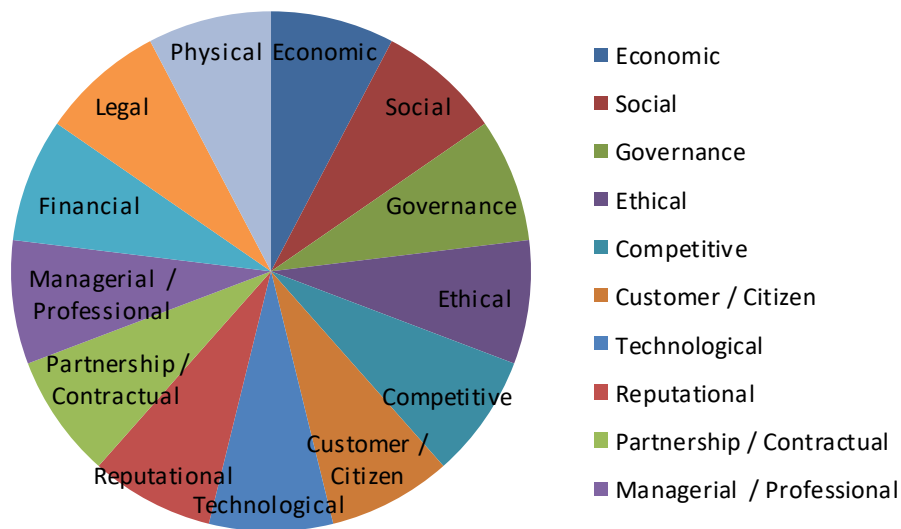 Physical
Economic
Legal
Social
Financial
Governance
Managerial /
Professional
Ethical
Partnership /
Contractual
Competitive
Reputational
Customer /
Citizen
Technological
Economic
Social
Governance
Ethical
Competitive
Customer / Citizen
Technological
Reputational
Partnership / Contractual
Managerial / Professional